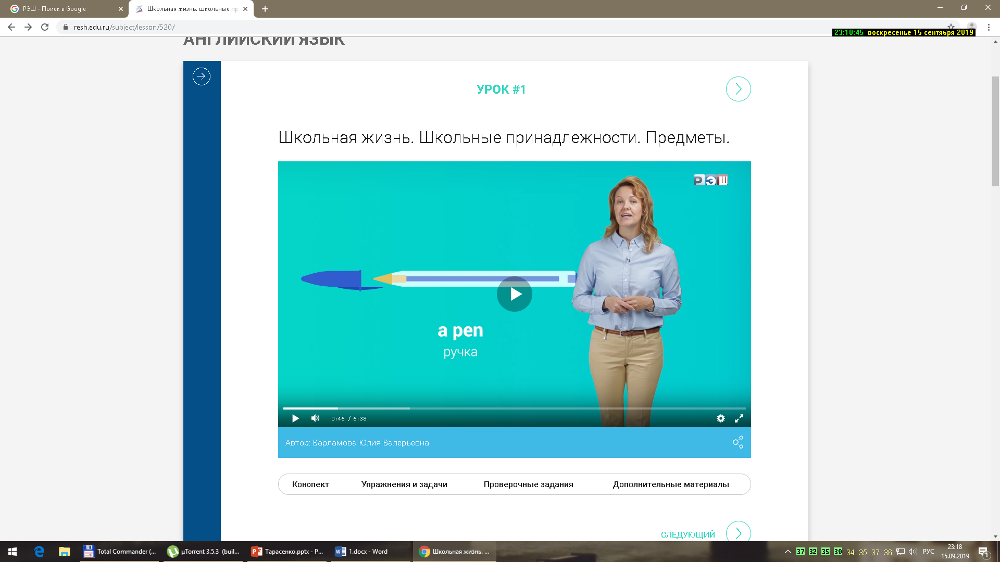 РЭШ - Поиск в Google
Школьная жизнь. школьные пр
resh.edu.ru/subject/lesson/520/
23:18:45 воскресенье 15 сентября 2019
АНГЛИЙСКИЙ ЯЗЫК
УРОК #1
Школьная жизнь. Школьные принадлежности. Предметы.
РЭШ
a pen
ручка
0:46 / 6:38
Автор: Варламова Юлия Валерьевна
Конспект Упражнения и задачи Проверочные задания Дополнительные материалы
СЛЕДУЮЩИЙ
Total Commander (... µTorrent 3.5.3 (buil... Тарасенко.pptx - P... 1.docx - Word Школьная жизнь. ...
37 32 35 39 34 35 37 36 РУС 23:18
15.09.2019 1